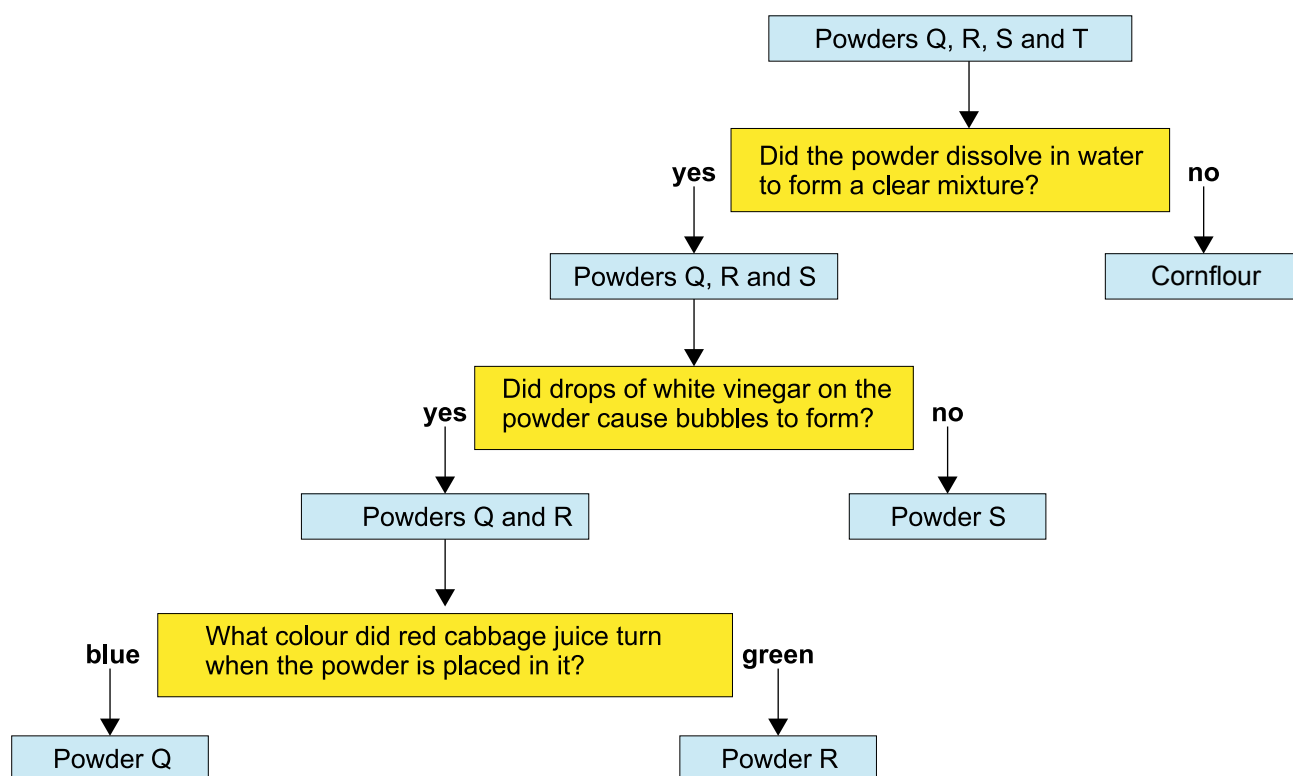 Powders Q, R, S and T
Did the powder dissolve in water
to form a clear mixture?
yes
no
Powders Q, R and S
Cornflour
Did drops of white vinegar on the
powder cause bubbles to form?
yes
no
Powders Q and R
Powder S
What colour did red cabbage juice turn
when the powder is placed in it?
blue
green
Powder Q
Powder R